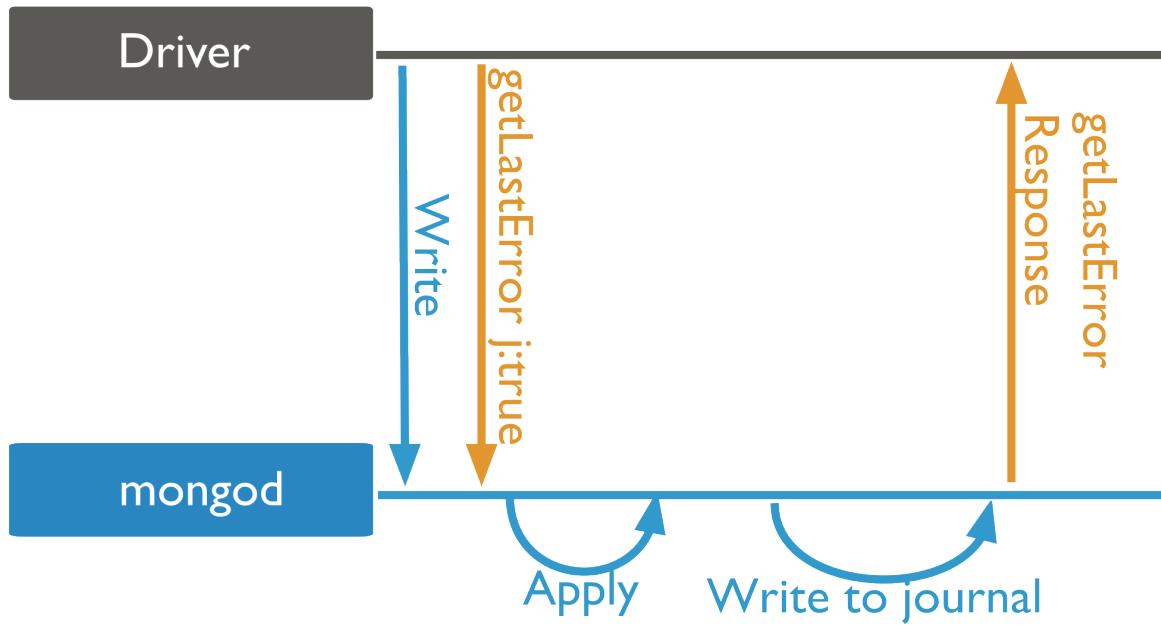 Driver
Write
getLastError j:true
getLastError
Response
mongod
Apply
Write to journal